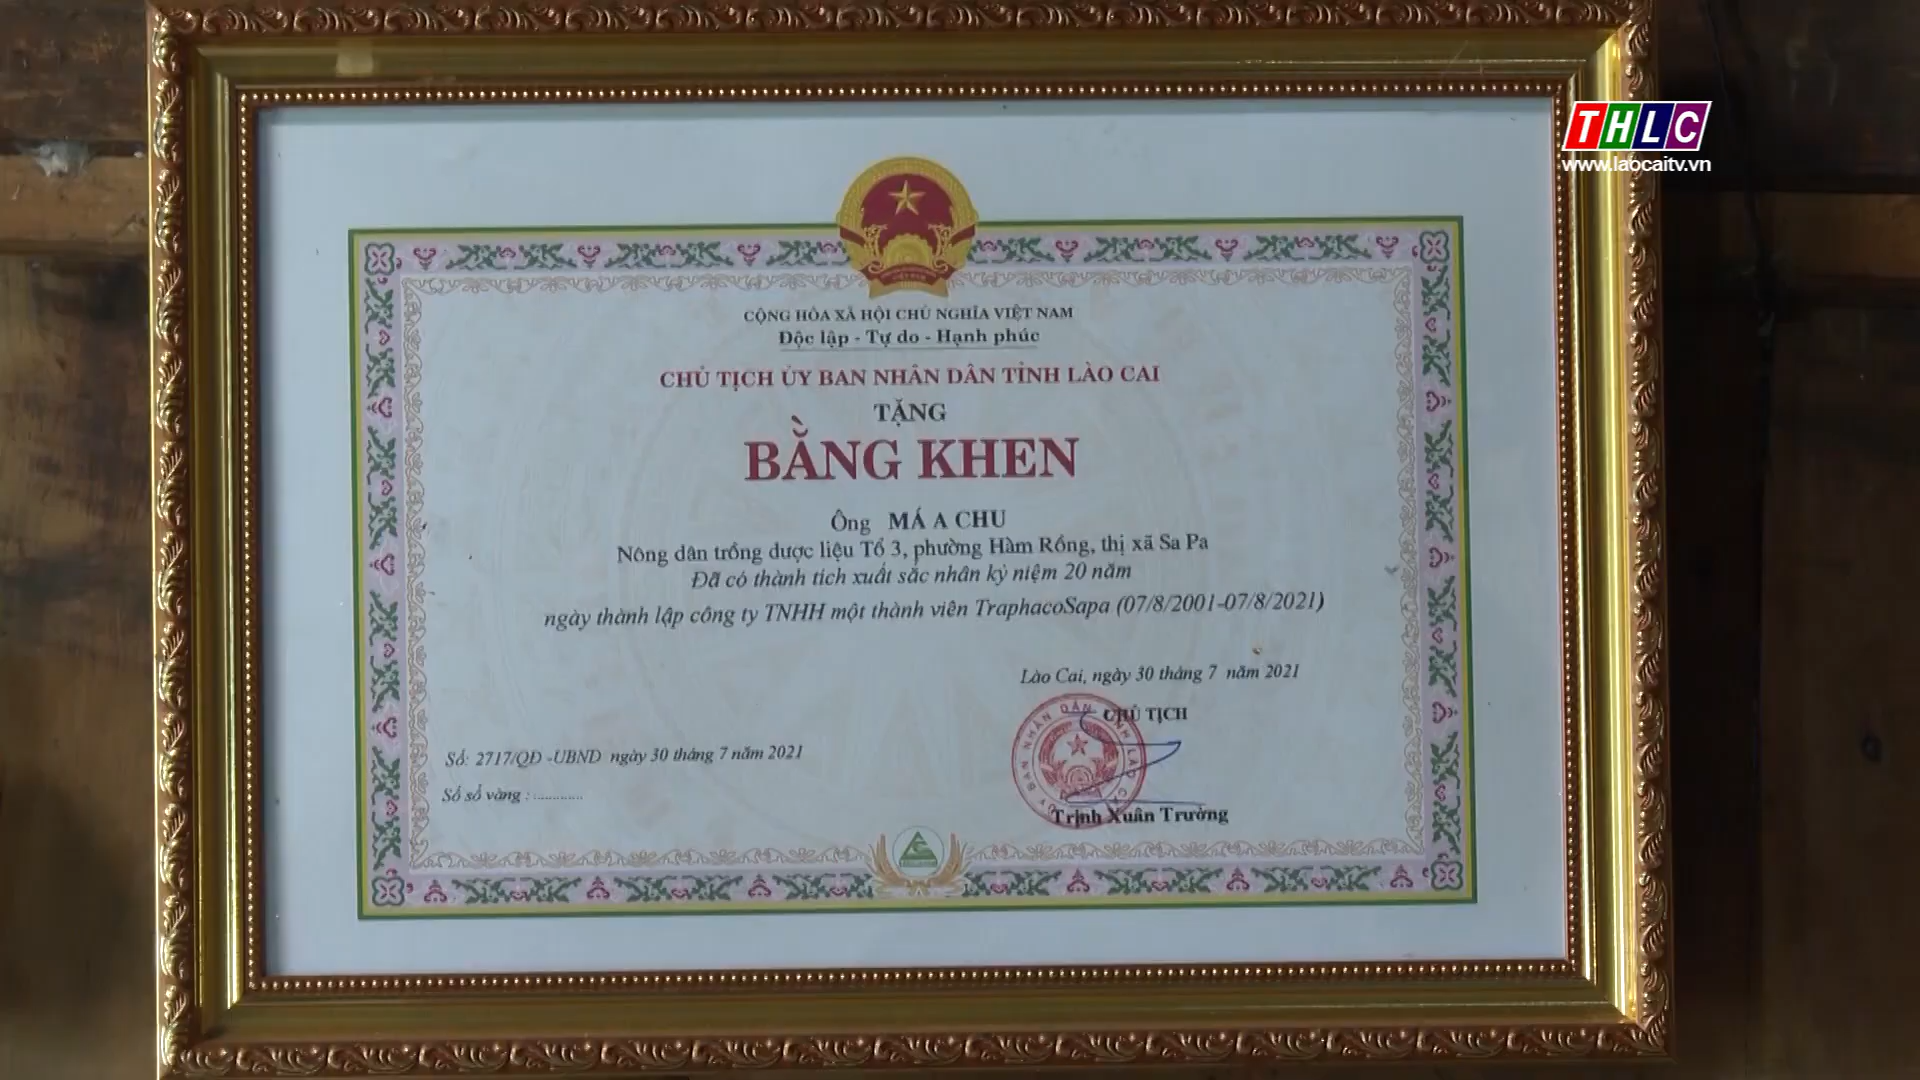 THLC
www.laocaitv.vn
CỘNG HÒA XÃ HỘI CHỦ NGHĨA VIỆT NAM
Độc lập - Tự do - Hạnh phúc
CHỦ TỊCH ỦY BAN NHÂN DÂN TỈNH LÀO CAI
TẶNG
BẰNG KHEN
Ông MÁ A CHU
Nông dân trồng dược liệu Tổ 3, phường Hàm Rồng, thị xã Sa Pa
Đã có thành tích xuất sắc nhân kỷ niệm 20 năm
ngày thành lập công ty TNHH một thành viên TraphacoSapa (07/8/2001-07/8/2021)
Lào Cai, ngày 30 tháng 7 năm 2021
CHỦ TỊCH
Số: 2717/QĐ -UBND ngày 30 tháng 7 năm 2021
Số sổ vàng : .............
Trịnh Xuân Trường